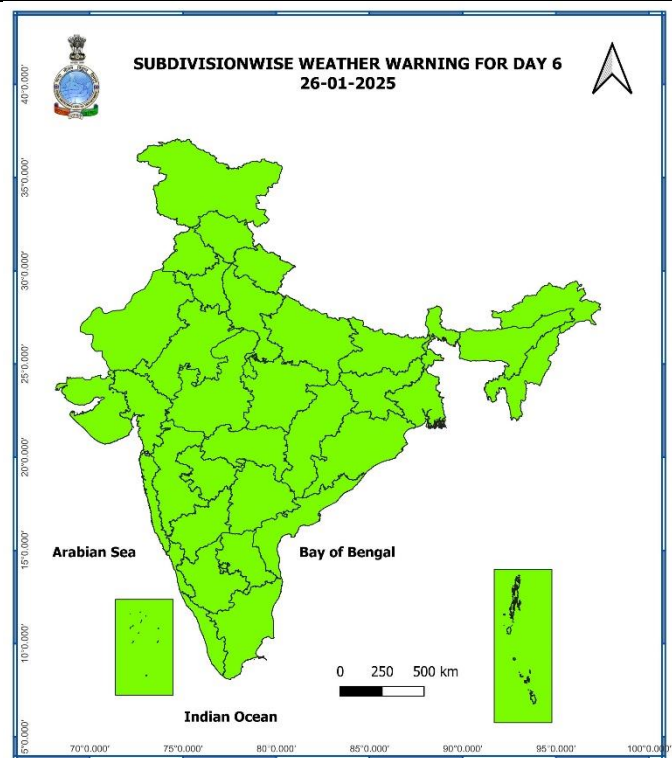 SUBDIVISIONWISE WEATHER WARNING FOR DAY 6
26-01-2025
40°0.000'
35°0.000'
30°0.000'
25°0.000'
20°0.000'
15°0.000'
10°0.000'
5°0.000'
Arabian Sea
Bay of Bengal
0 250 500 km
Indian Ocean
70°0.000' 75°0.000' 80°0.000' 85°0.000' 90°0.000' 95°0.000' 100°0.000'